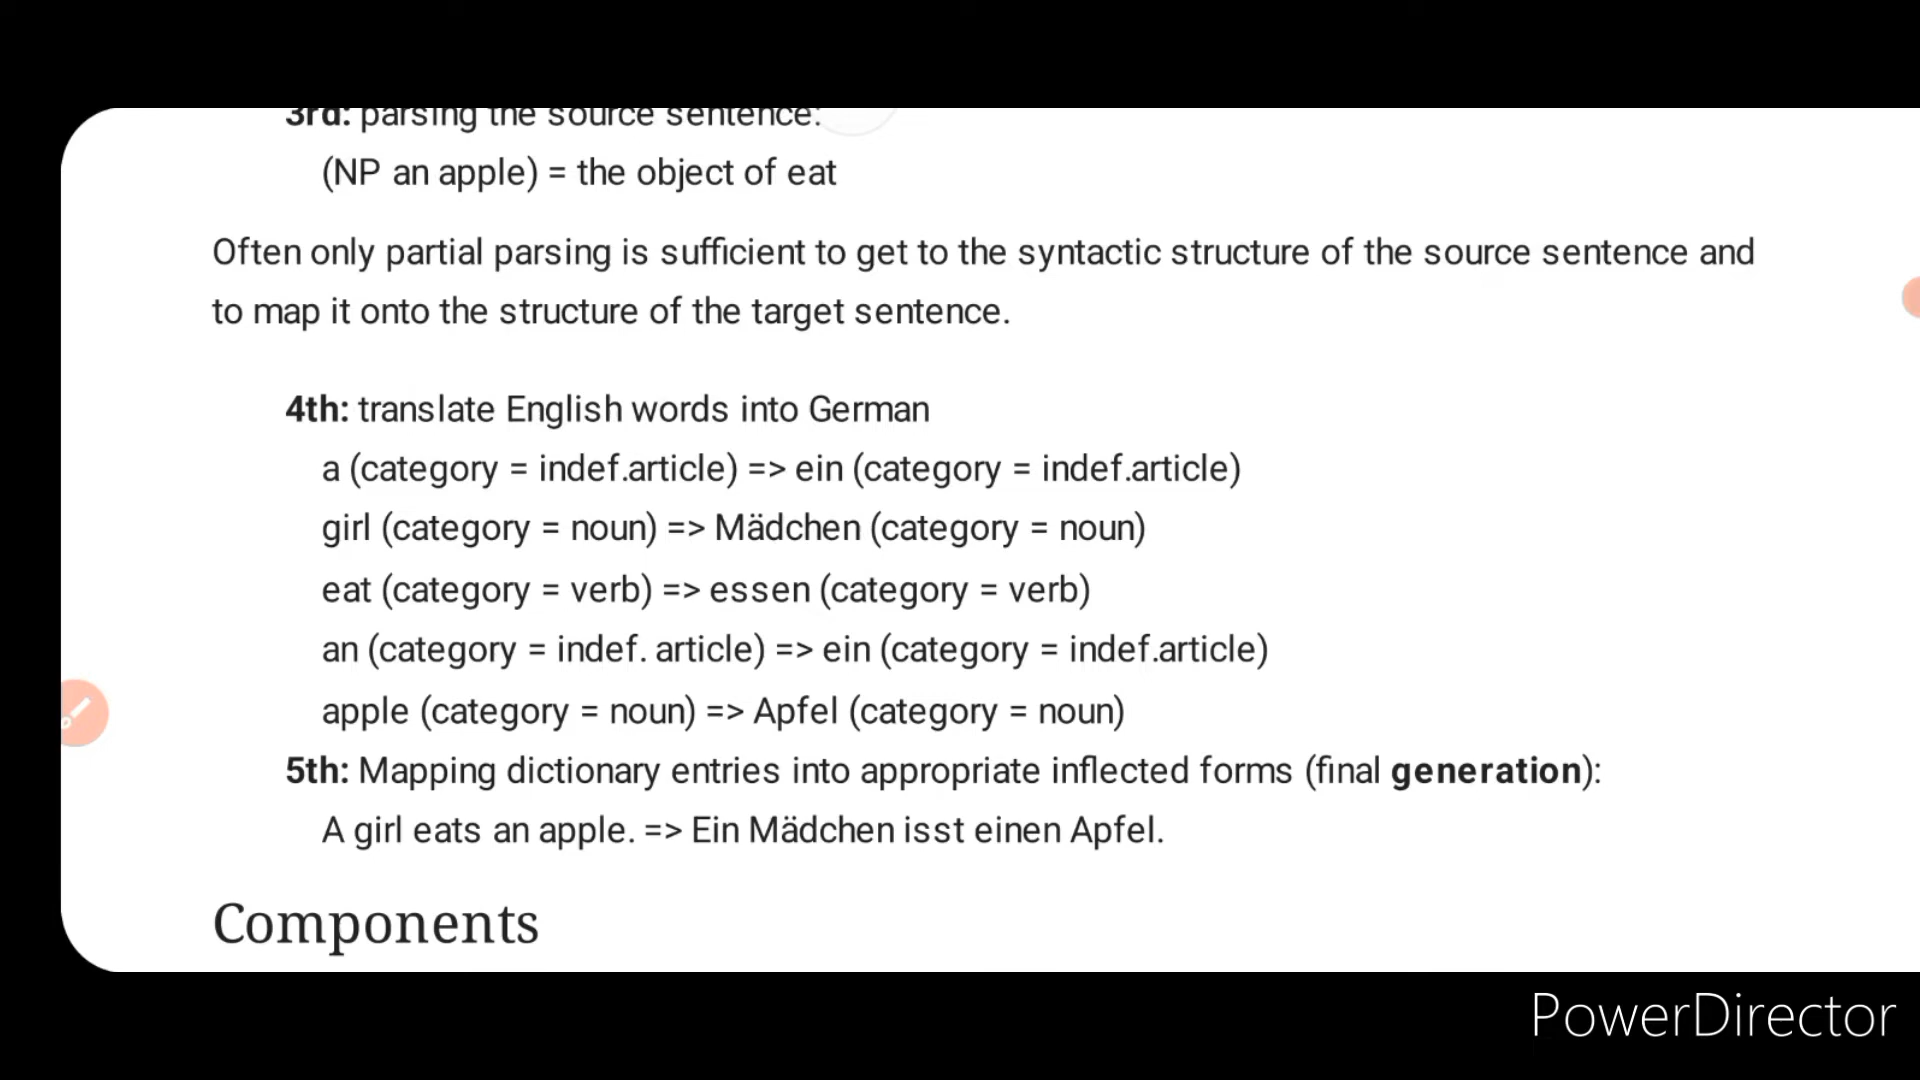 3rd: parsing the source sentence:
(NP an apple) = the object of eat
Often only partial parsing is sufficient to get to the syntactic structure of the source sentence and
to map it onto the structure of the target sentence.
4th: translate English words into German
a (category = indef.article) => ein (category = indef.article)
girl (category = noun) => Mädchen (category = noun)
eat (category = verb) => essen (category = verb)
an (category = indef. article) => ein (category = indef.article)
apple (category = noun) => Apfel (category = noun)
5th: Mapping dictionary entries into appropriate inflected forms (final generation):
A girl eats an apple. => Ein Mädchen isst einen Apfel.
Components
PowerDirector